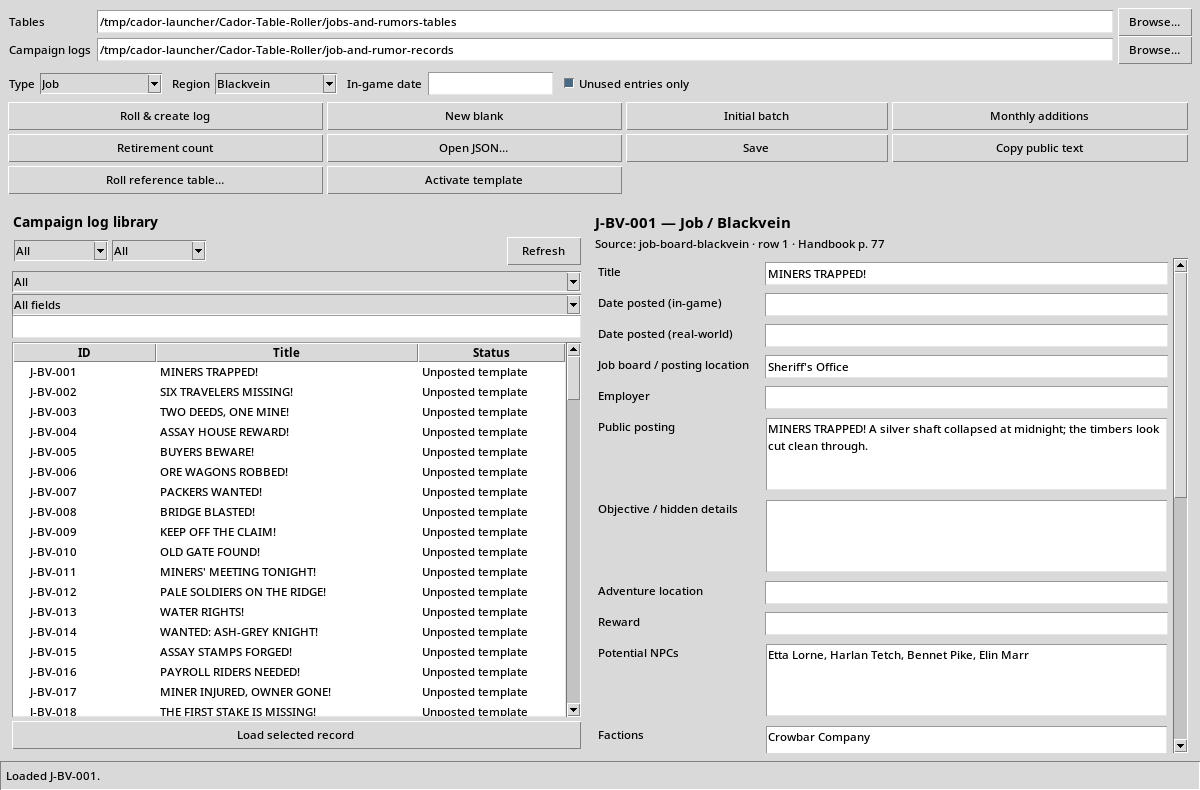 Tables
/tmp/cador-launcher/Cador-Table-Roller/jobs-and-rumors-tables
Browse...
Campaign logs
/tmp/cador-launcher/Cador-Table-Roller/job-and-rumor-records
Browse...
Type
Job
Region
Blackvein
In-game date
Unused entries only
Roll & create log
New blank
Initial batch
Monthly additions
Retirement count
Open JSON...
Save
Copy public text
Roll reference table...
Activate template
Campaign log library
All
All
Refresh
All
All fields
ID Title Status
J-BV-001 MINERS TRAPPED! Unposted template
J-BV-002 SIX TRAVELERS MISSING! Unposted template
J-BV-003 TWO DEEDS, ONE MINE! Unposted template
J-BV-004 ASSAY HOUSE REWARD! Unposted template
J-BV-005 BUYERS BEWARE! Unposted template
J-BV-006 ORE WAGONS ROBBED! Unposted template
J-BV-007 PACKERS WANTED! Unposted template
J-BV-008 BRIDGE BLASTED! Unposted template
J-BV-009 KEEP OFF THE CLAIM! Unposted template
J-BV-010 OLD GATE FOUND! Unposted template
J-BV-011 MINERS' MEETING TONIGHT! Unposted template
J-BV-012 PALE SOLDIERS ON THE RIDGE! Unposted template
J-BV-013 WATER RIGHTS! Unposted template
J-BV-014 WANTED: ASH-GREY KNIGHT! Unposted template
J-BV-015 ASSAY STAMPS FORGED! Unposted template
J-BV-016 PAYROLL RIDERS NEEDED! Unposted template
J-BV-017 MINER INJURED, OWNER GONE! Unposted template
J-BV-018 THE FIRST STAKE IS MISSING! Unposted template
Load selected record
J-BV-001 — Job / Blackvein
Source: job-board-blackvein · row 1 · Handbook p. 77
Title
MINERS TRAPPED!
Date posted (in-game)
Date posted (real-world)
Job board / posting location
Sheriff's Office
Employer
Public posting
MINERS TRAPPED! A silver shaft collapsed at midnight; the timbers look
cut clean through.
Objective / hidden details
Adventure location
Reward
Potential NPCs
Etta Lorne, Harlan Tetch, Bennet Pike, Elin Marr
Factions
Crowbar Company
Loaded J-BV-001.